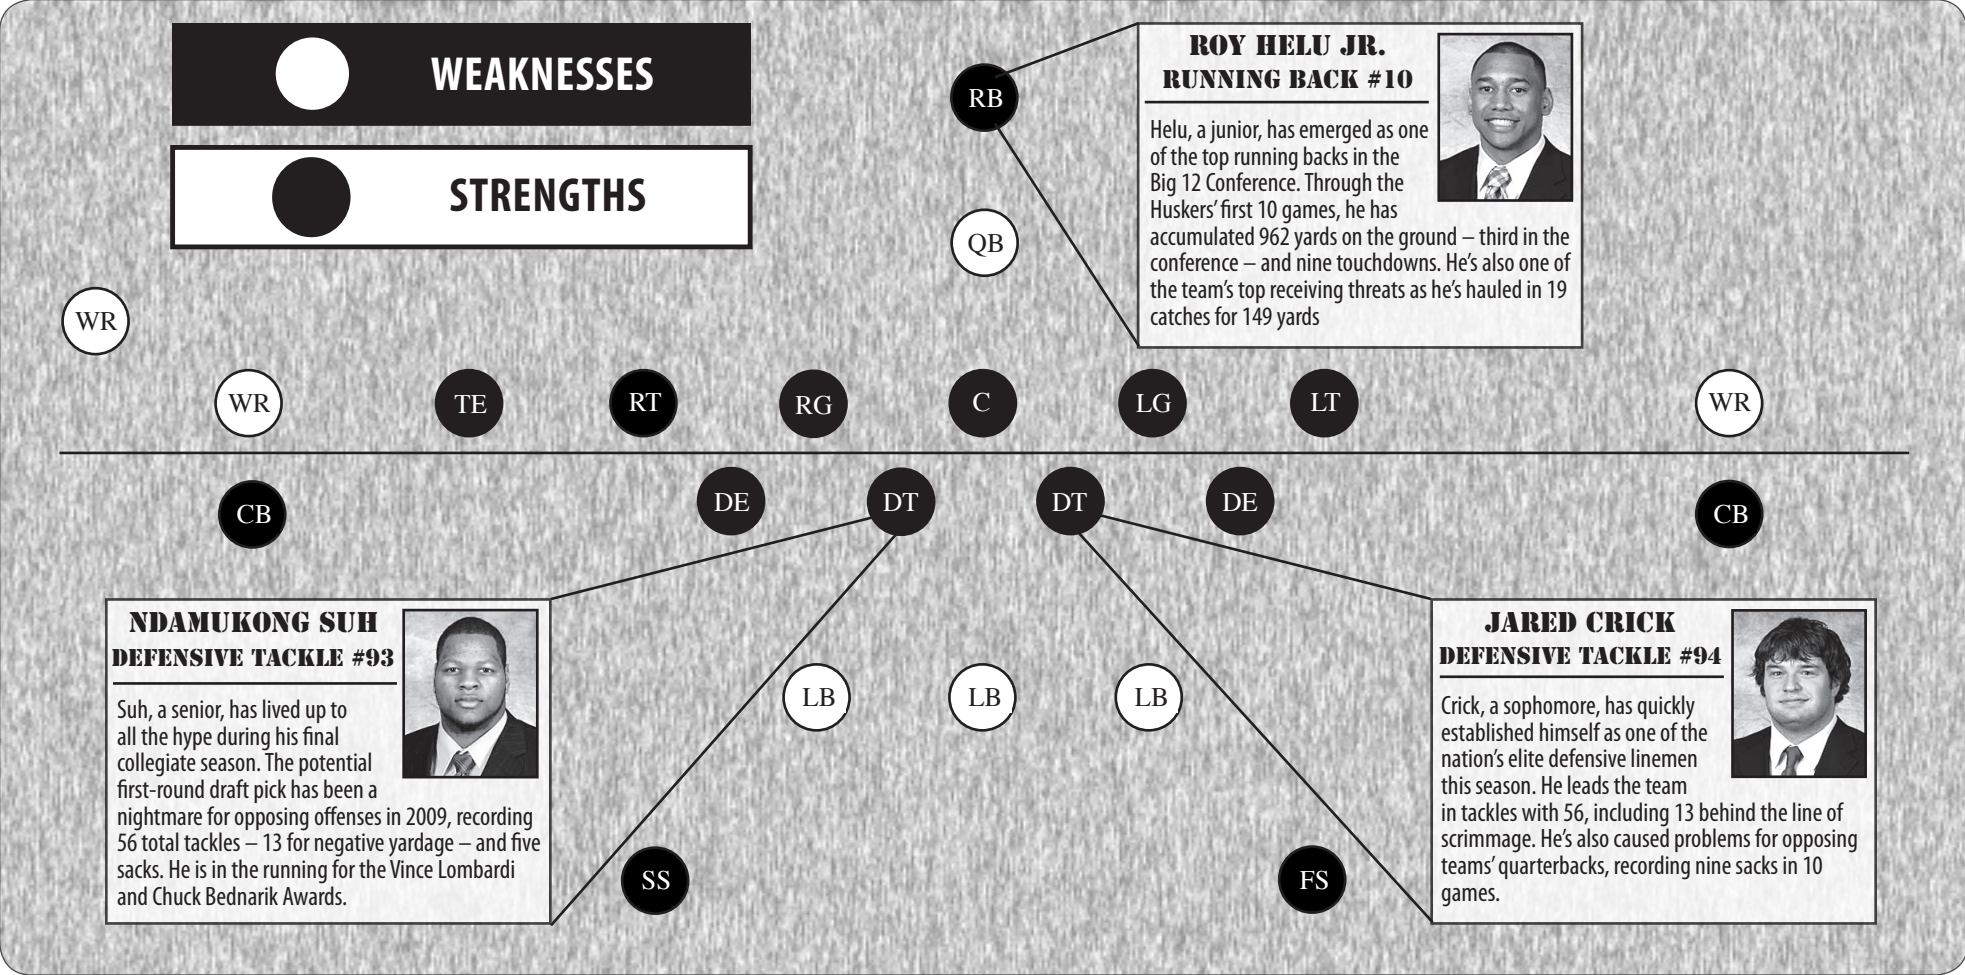 WEAKNESSES
STRENGTHS
RB
QB
WR
ROY HELU JR.
RUNNING BACK #10
Helu, a junior, has emerged as one
of the top running backs in the
Big 12 Conference. Through the
Huskers' first 10 games, he has
accumulated 962 yards on the ground – third in the
conference – and nine touchdowns. He's also one of
the team's top receiving threats as he's hauled in 19
catches for 149 yards
WR TE RT RG C LG LT WR
CB DE DT DT DE CB
NDAMUKONG SUH
DEFENSIVE TACKLE #93
Suh, a senior, has lived up to
all the hype during his final
collegiate season. The potential
first-round draft pick has been a
nightmare for opposing offenses in 2009, recording
56 total tackles – 13 for negative yardage – and five
sacks. He is in the running for the Vince Lombardi
and Chuck Bednarik Awards.
LB LB LB
SS FS
JARED CRICK
DEFENSIVE TACKLE #94
Crick, a sophomore, has quickly
established himself as one of the
nation's elite defensive linemen
this season. He leads the team
in tackles with 56, including 13 behind the line of
scrimmage. He's also caused problems for opposing
teams' quarterbacks, recording nine sacks in 10
games.